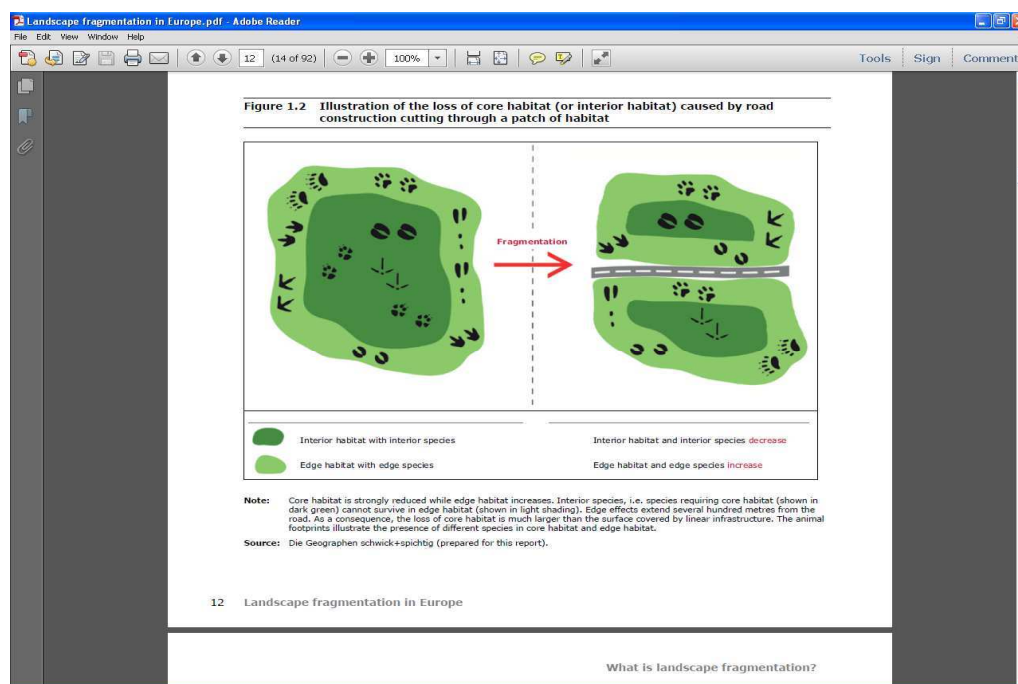 Landscape fragmentation in Europe.pdf - Adobe Reader
File Edit View Window Help
12 (14 of 92) 100% Tools Sign Comment
Figure 1.2 Illustration of the loss of core habitat (or interior habitat) caused by road
construction cutting through a patch of habitat
Fragmentation
Interior habitat with interior species
Edge habitat with edge species
Interior habitat and interior species decrease
Edge habitat and edge species increase
Note: Core habitat is strongly reduced while edge habitat increases. Interior species, i.e. species requiring core habitat (shown in
dark green) cannot survive in edge habitat (shown in light shading). Edge effects extend several hundred metres from the
road. As a consequence, the loss of core habitat is much larger than the surface covered by linear infrastructure. The animal
footprints illustrate the presence of different species in core habitat and edge habitat.
Source: Die Geographen schwick+spichtig (prepared for this report).
12 Landscape fragmentation in Europe
What is landscape fragmentation?